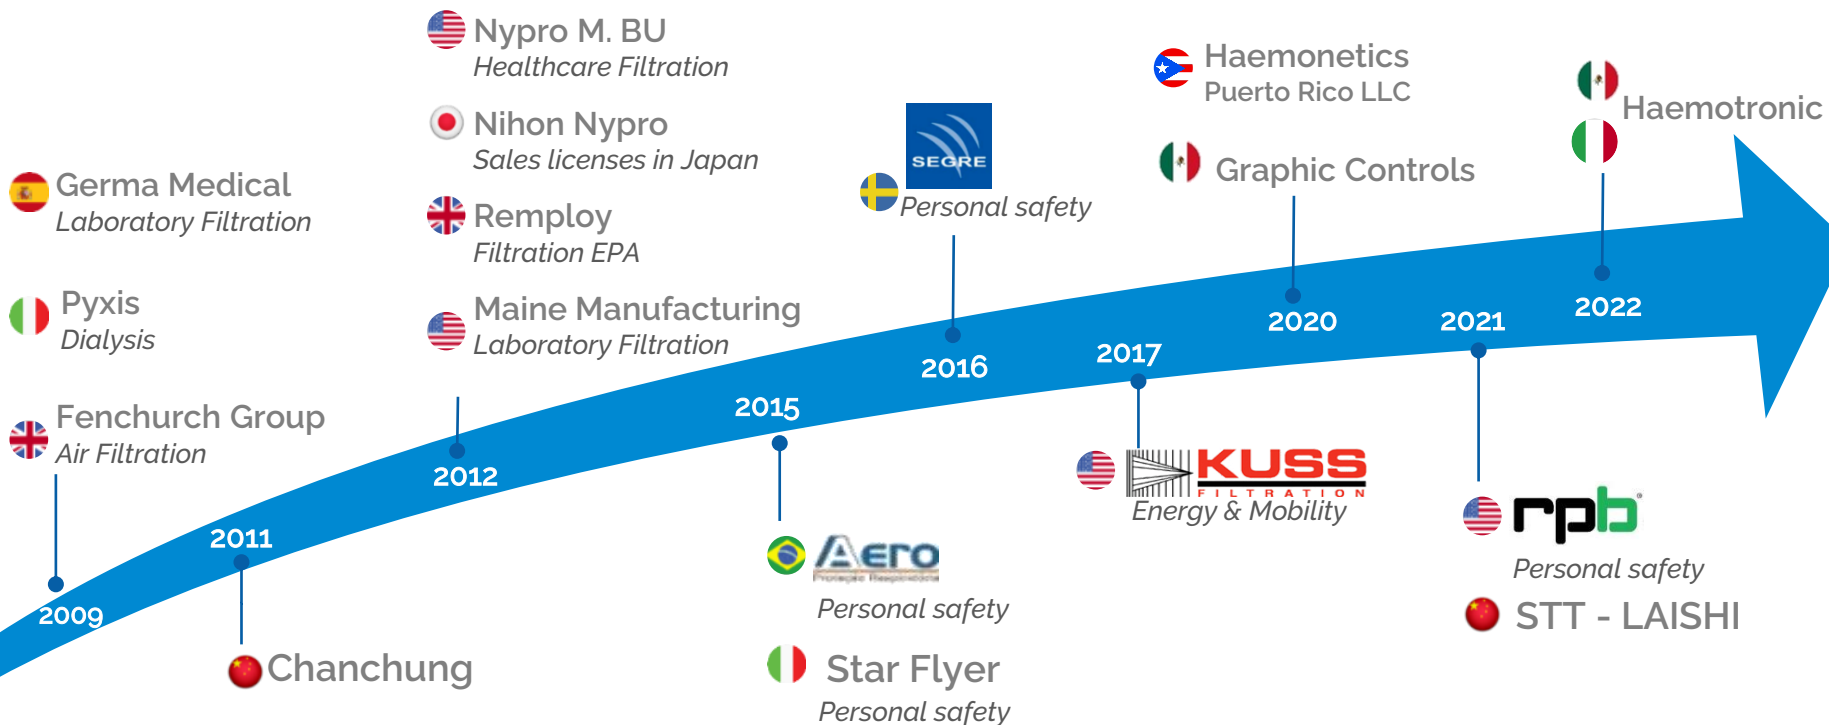 Germa Medical
Laboratory Filtration
Pyxis
Dialysis
Fenchurch Group
Air Filtration
2009
2011
Chanchung
Nypro M. BU
Healthcare Filtration
Nihon Nypro
Sales licenses in Japan
Remploy
Filtration EPA
Maine Manufacturing
Laboratory Filtration
2012
2015
Aero
Proteção Respiratória
Personal safety
Star Flyer
Personal safety
SEGRE
Personal safety
2016
2017
KUSS
FILTRATION
Energy & Mobility
Haemonetics
Puerto Rico LLC
Graphic Controls
2020
2021
rpb
Personal safety
STT - LAISHI
Haemotronic
2022